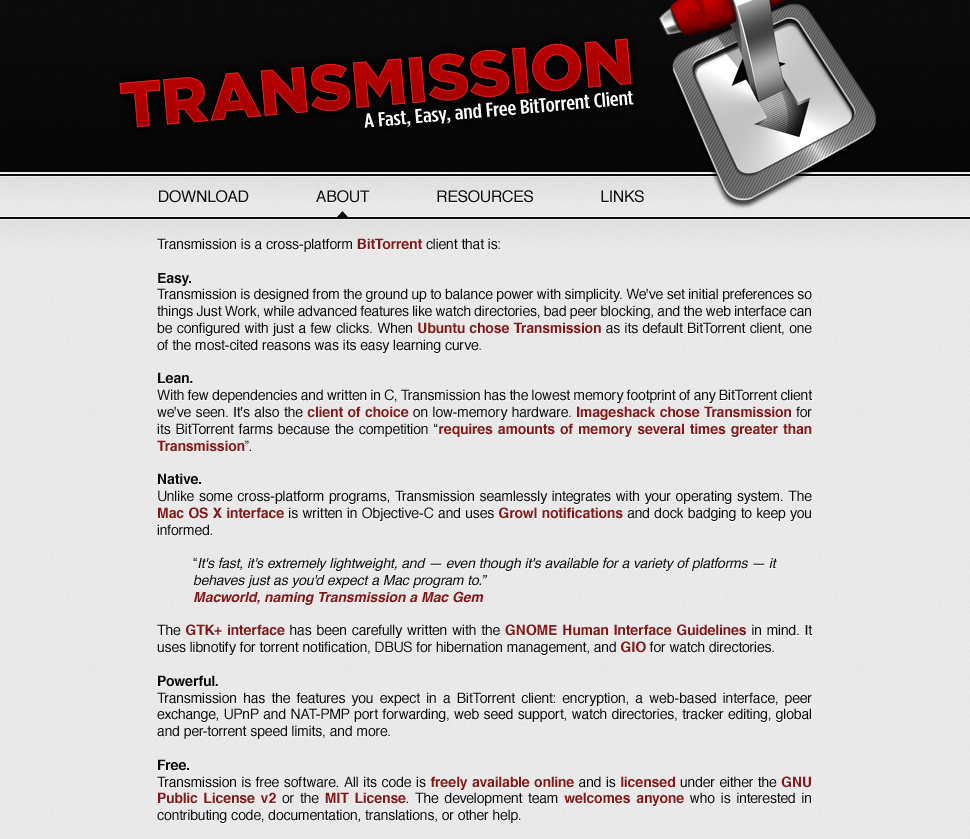 TRANSMISSION
A Fast, Easy, and Free BitTorrent Client
DOWNLOAD ABOUT RESOURCES LINKS
Transmission is a cross-platform BitTorrent client that is:
Easy.
Transmission is designed from the ground up to balance power with simplicity. We've set initial preferences so
things Just Work, while advanced features like watch directories, bad peer blocking, and the web interface can
be configured with just a few clicks. When Ubuntu chose Transmission as its default BitTorrent client, one
of the most-cited reasons was its easy learning curve.
Lean.
With few dependencies and written in C, Transmission has the lowest memory footprint of any BitTorrent client
we've seen. It's also the client of choice on low-memory hardware. Imageshack chose Transmission for
its BitTorrent farms because the competition “requires amounts of memory several times greater than
Transmission”.
Native.
Unlike some cross-platform programs, Transmission seamlessly integrates with your operating system. The
Mac OS X interface is written in Objective-C and uses Growl notifications and dock badging to keep you
informed.
“It's fast, it's extremely lightweight, and — even though it's available for a variety of platforms — it
behaves just as you'd expect a Mac program to.”
Macworld, naming Transmission a Mac Gem
The GTK+ interface has been carefully written with the GNOME Human Interface Guidelines in mind. It
uses libnotify for torrent notification, DBUS for hibernation management, and GIO for watch directories.
Powerful.
Transmission has the features you expect in a BitTorrent client: encryption, a web-based interface, peer
exchange, UPnP and NAT-PMP port forwarding, web seed support, watch directories, tracker editing, global
and per-torrent speed limits, and more.
Free.
Transmission is free software. All its code is freely available online and is licensed under either the GNU
Public License v2 or the MIT License. The development team welcomes anyone who is interested in
contributing code, documentation, translations, or other help.